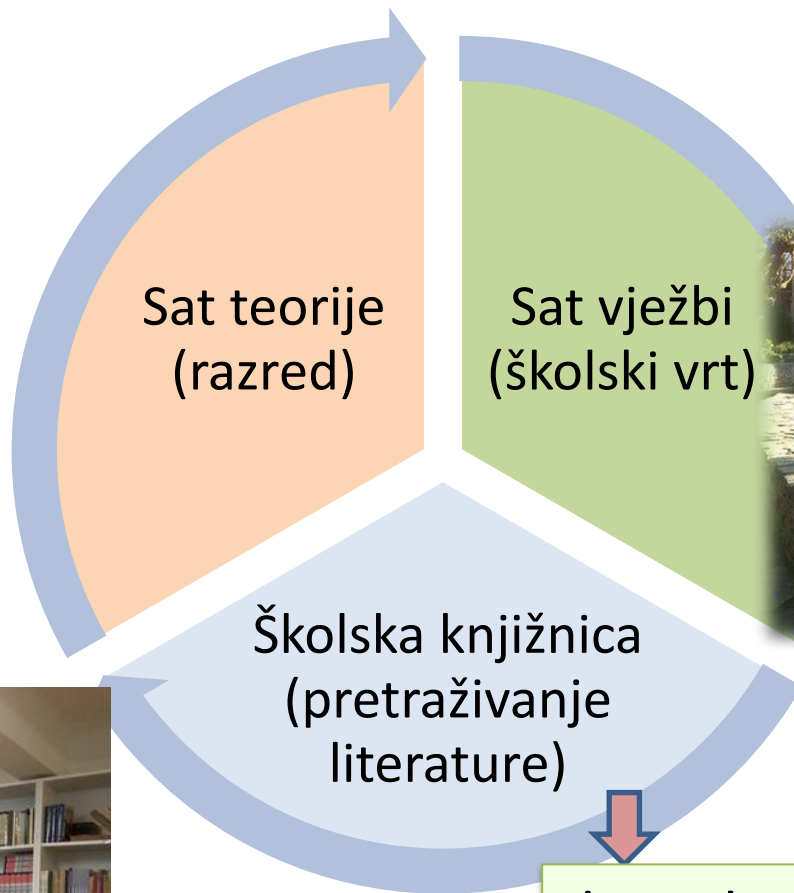 Sat teorije
(razred)
Sat vježbi
(školski vrt)
Školska knjižnica
(pretraživanje
literature)